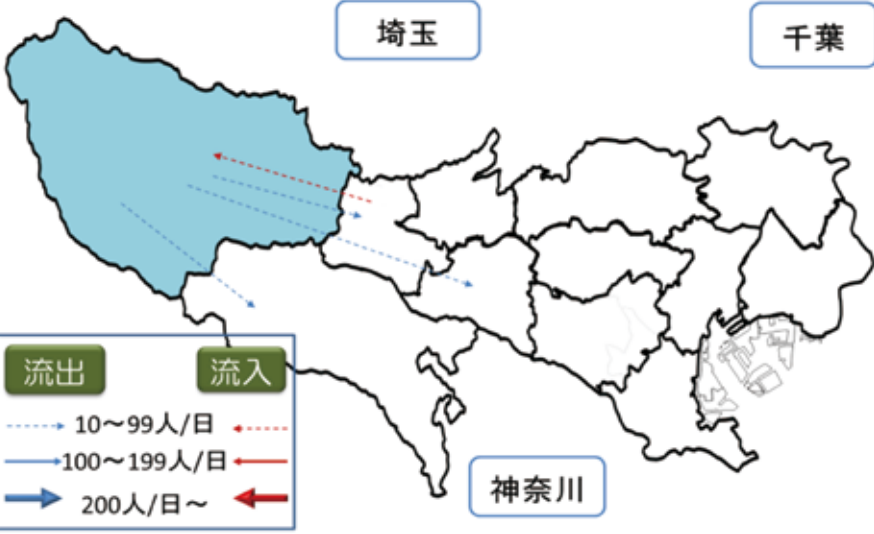 埼玉
千葉
流出
流入
10～99人/日
100～199人/日
200人/日～
神奈川